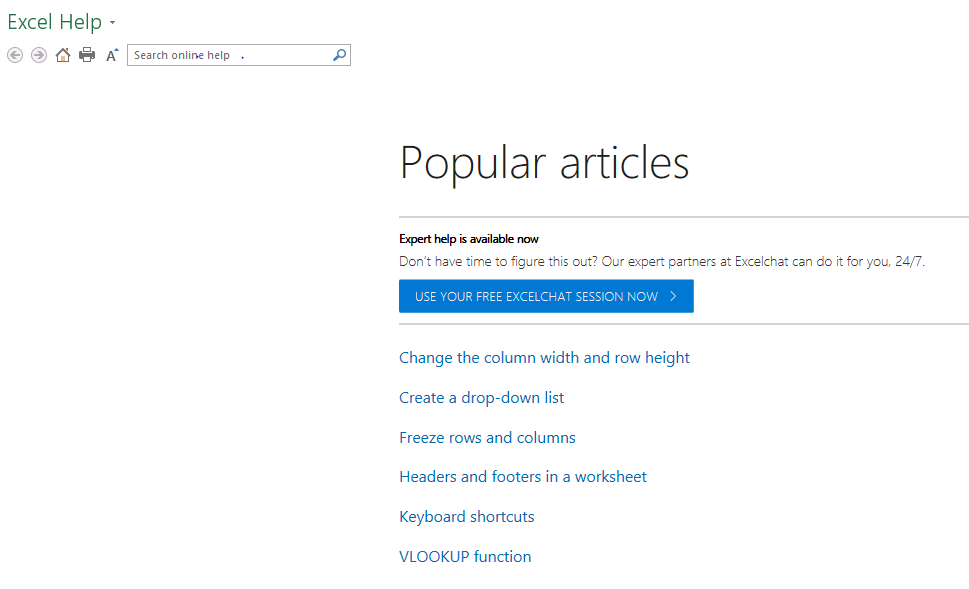 Excel Help
A
Search online help
Popular articles
Expert help is available now
Don't have time to figure this out? Our expert partners at Excelchat can do it for you, 24/7.
USE YOUR FREE EXCELCHAT SESSION NOW
Change the column width and row height
Create a drop-down list
Freeze rows and columns
Headers and footers in a worksheet
Keyboard shortcuts
VLOOKUP function